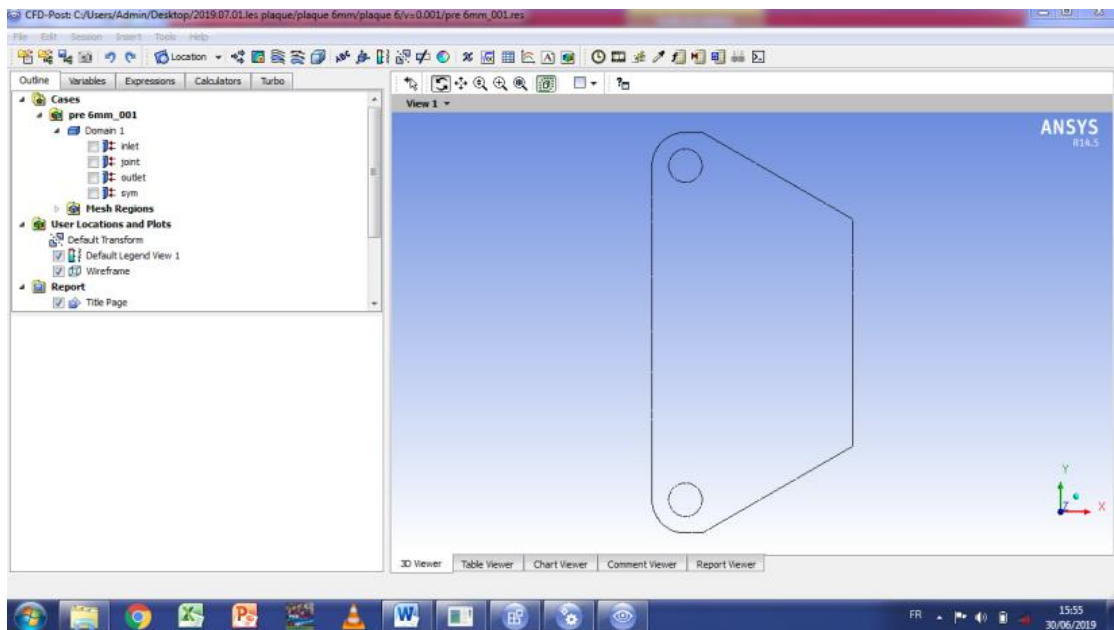 CFD-Post: C:/Users/Admin/Desktop/2019.07.01.les plaque/plaque 6mm/plaque 6/v=0.001/pre 6mm_001.res
File Edit Session Insert Tools Help
Location
Outline Variables Expressions Calculators Turbo
Cases
pre 6mm_001
Domain 1
inlet
joint
outlet
sym
Mesh Regions
User Locations and Plots
Default Transform
Default Legend View 1
Wireframe
Report
Title Page
View 1
ANSYS
R14.5
Y
Z X
3D Viewer Table Viewer Chart Viewer Comment Viewer Report Viewer
FR
15:55
30/06/2019